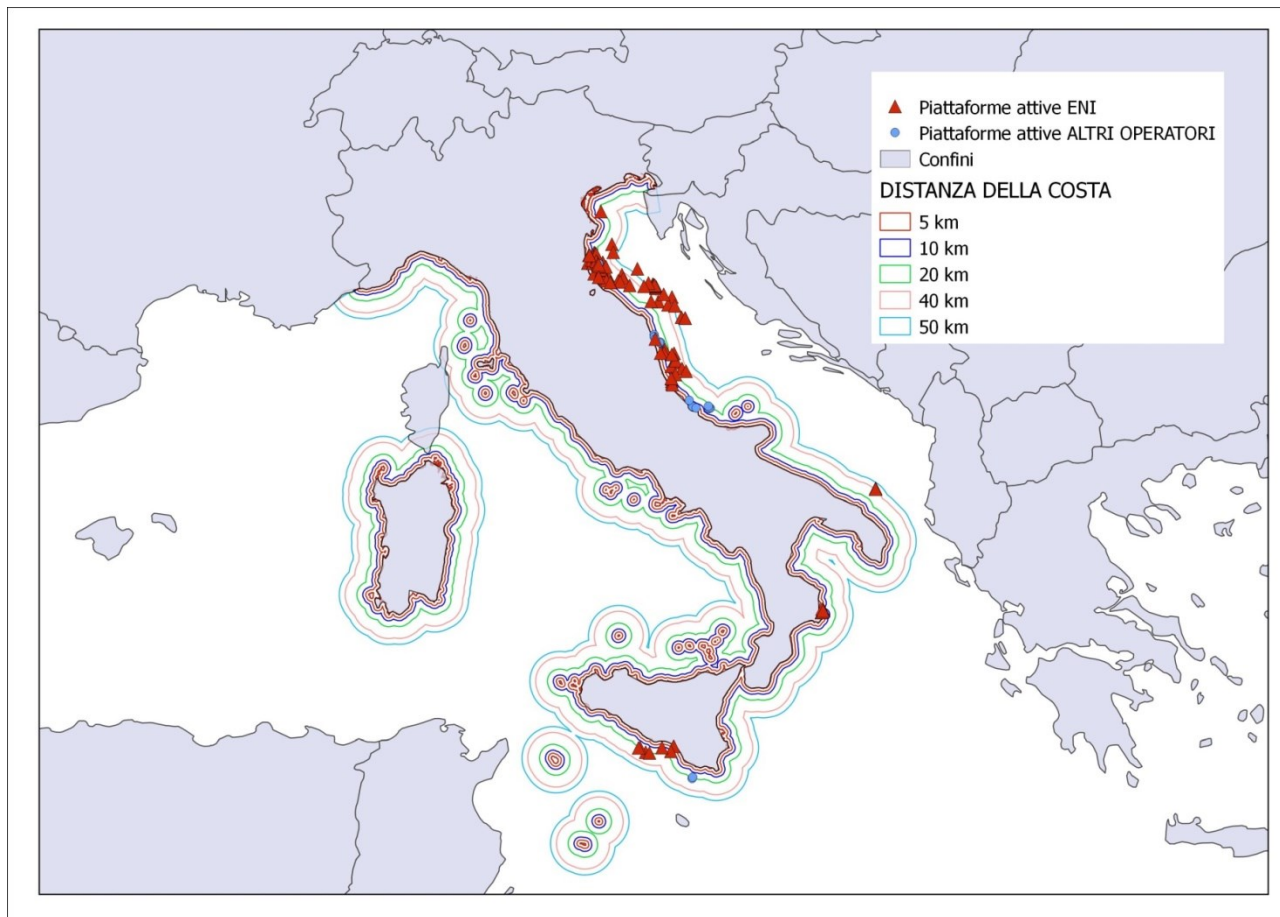 Piattaforme attive ENI
Piattaforme attive ALTRI OPERATORI
Confini
DISTANZA DELLA COSTA
5 km
10 km
20 km
40 km
50 km